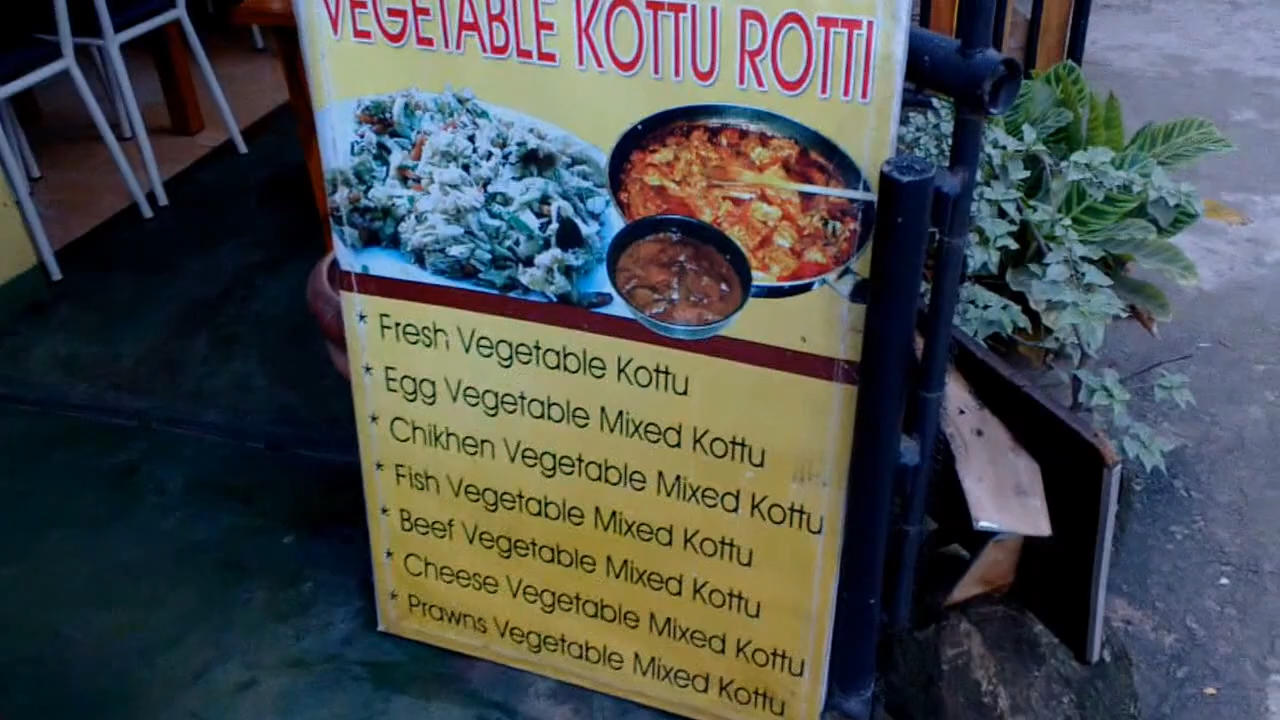 VEGETABLE KOTTU ROTTI
* Fresh Vegetable Kottu
* Egg Vegetable Mixed Kottu
* Chikhen Vegetable Mixed Kottu
* Fish Vegetable Mixed Kottu
* Beef Vegetable Mixed Kottu
* Cheese Vegetable Mixed Kottu
* Prawns Vegetable Mixed Kottu